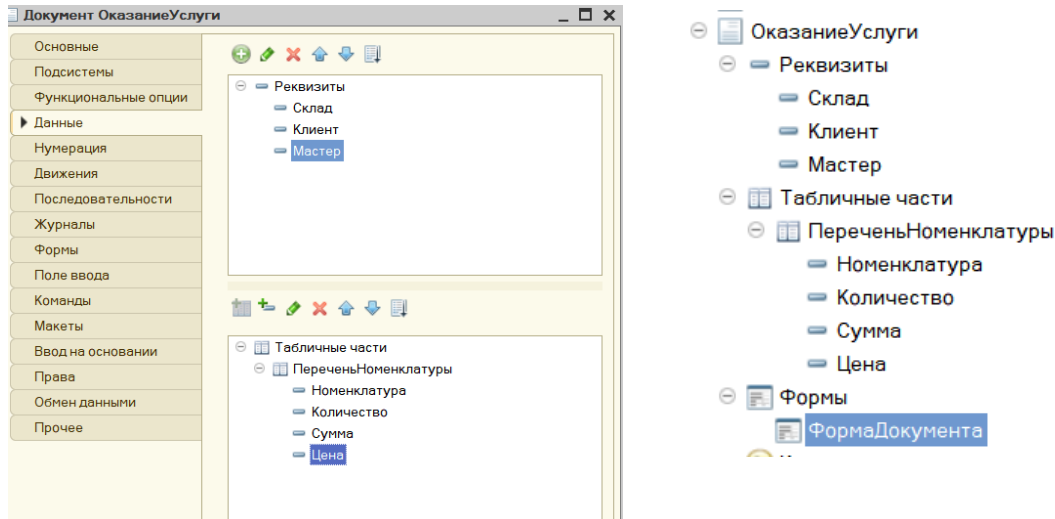 Документ ОказаниеУслуги
Основные
Подсистемы
Функциональные опции
Данные
Нумерация
Движения
Последовательности
Журналы
Формы
Поле ввода
Команды
Макеты
Ввод на основании
Права
Обмен данными
Прочее
Реквизиты
Склад
Клиент
Мастер
Табличные части
ПереченьНоменклатуры
Номенклатура
Количество
Сумма
Цена
ОказаниеУслуги
Реквизиты
Склад
Клиент
Мастер
Табличные части
ПереченьНоменклатуры
Номенклатура
Количество
Сумма
Цена
Формы
ФормаДокумента